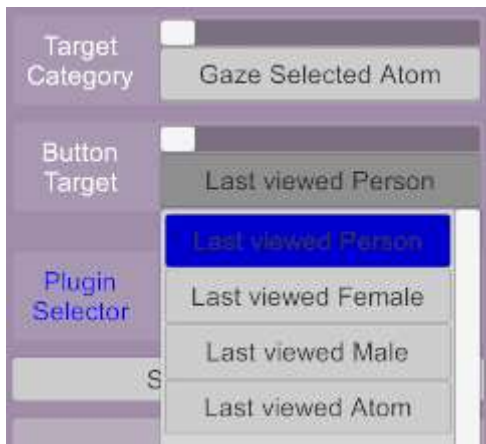 Target
Category
Gaze Selected Atom
Button
Target
Last viewed Person
Last viewed Person
Last viewed Female
Plugin
Selector
Last viewed Male
S
Last viewed Atom